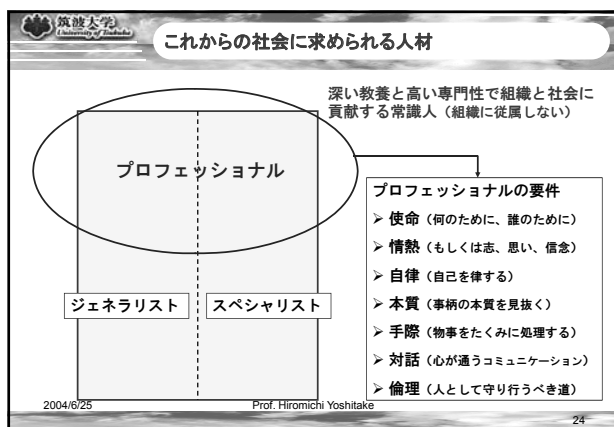 筑波大学
University of Tsukuba
これからの社会に求められる人材
深い教養と高い専門性で組織と社会に
貢献する常識人（組織に従属しない）
プロフェッショナル
ジェネラリスト
スペシャリスト
プロフェッショナルの要件
➢ 使命（何のために、誰のために）
➢ 情熱（もしくは志、思い、信念）
➢ 自律（自己を律する）
➢ 本質（事柄の本質を見抜く）
➢ 手際（物事をたくみに処理する）
➢ 対話（心が通うコミュニケーション）
➢ 倫理（人として守り行うべき道）
2004/6/25
Prof. Hiromichi Yoshitake
24